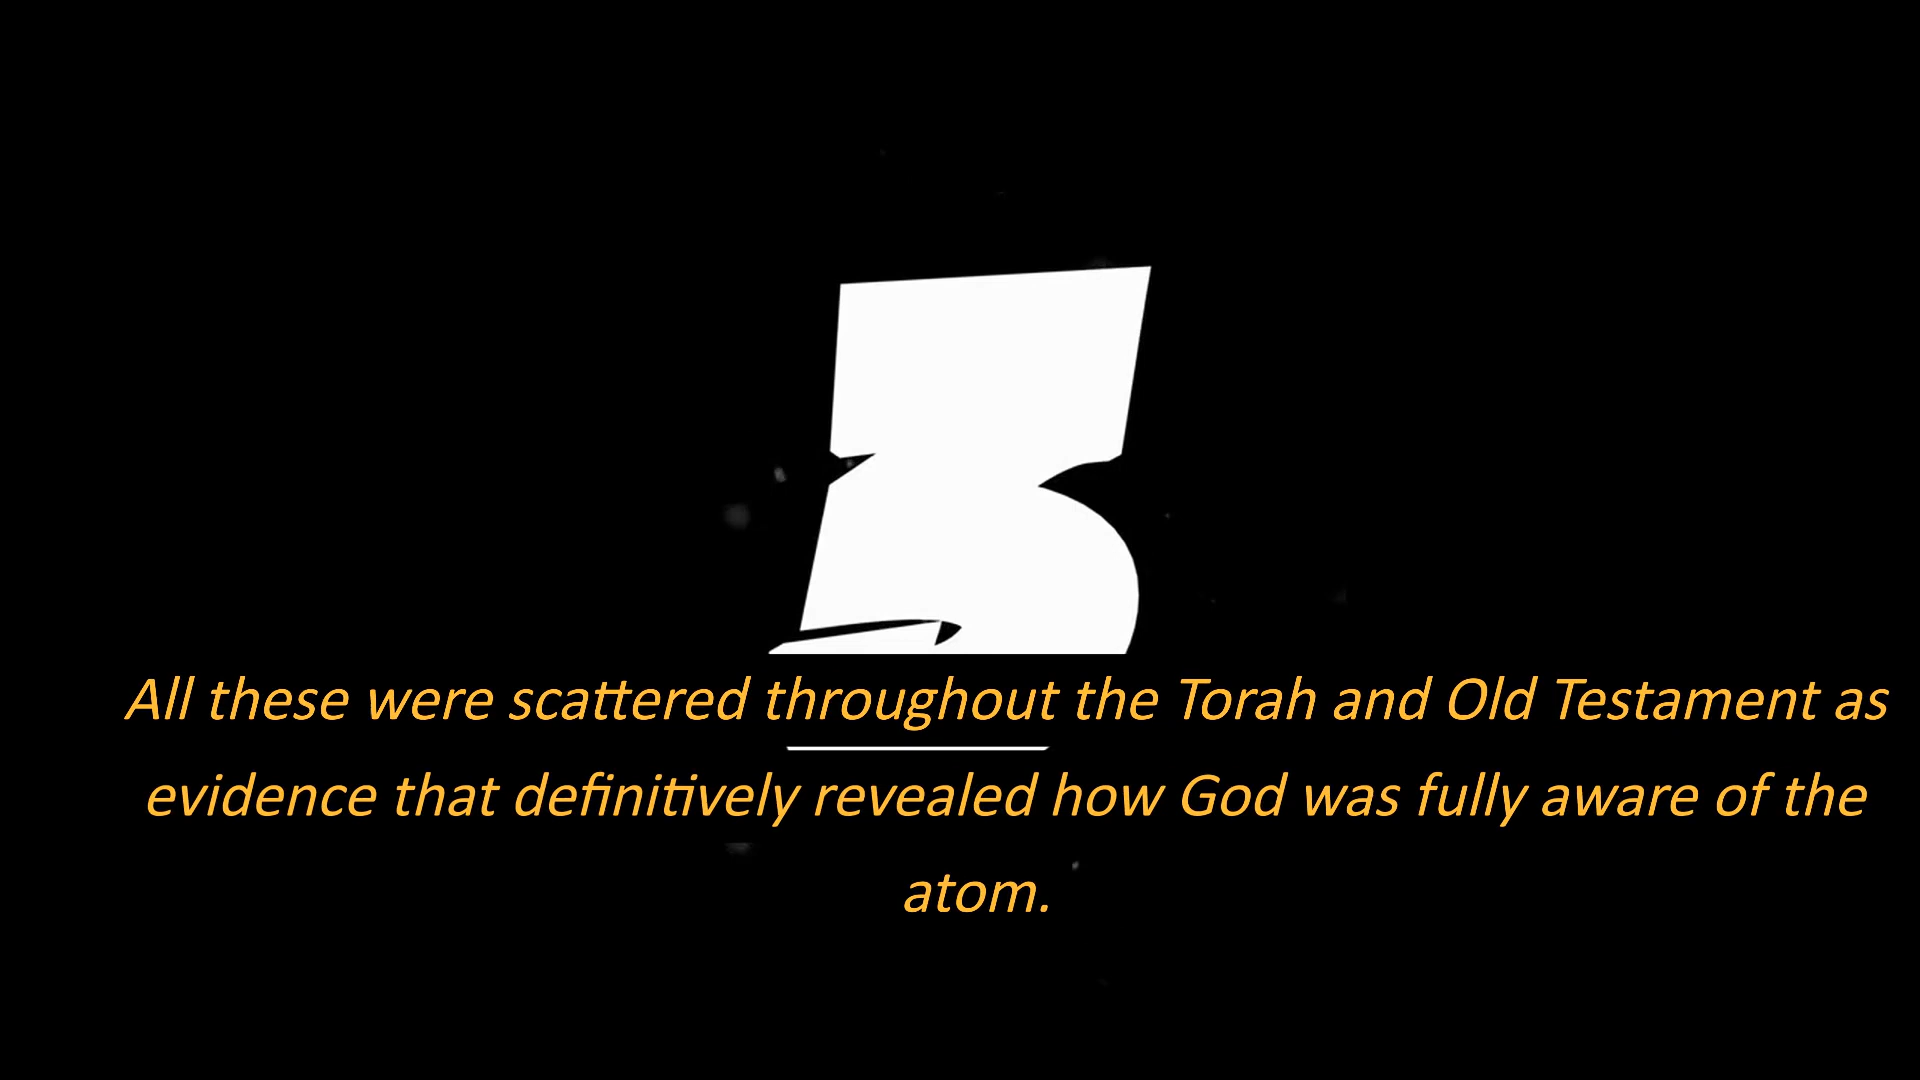 All these were scattered throughout the Torah and Old Testament as
evidence that definitively revealed how God was fully aware of the
atom.